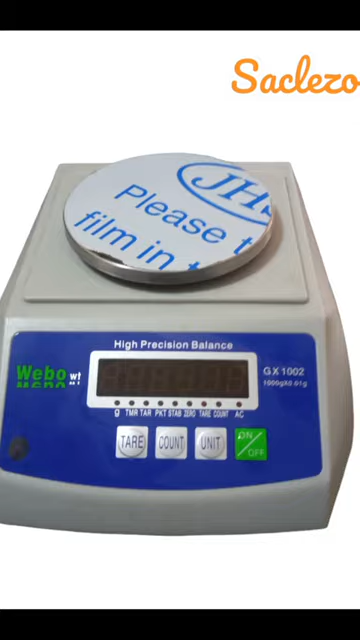 Saclezo
JH
Please t
film in t
High Precision Balance
Webo wt
GX1002
1000gX0.01g
g TMR TAR PKT STAB ZERO TARE COUNT AC
TARE COUNT UNIT ON/OFF